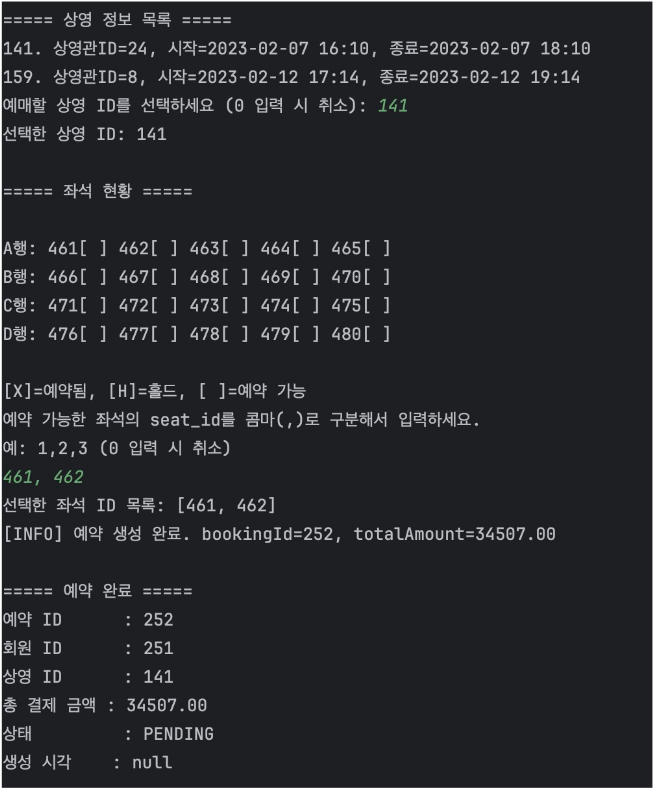 ===== 상영 정보 목록 =====
141. 상영관ID=24, 시작=2023-02-07 16:10, 종료=2023-02-07 18:10
159. 상영관ID=8, 시작=2023-02-12 17:14, 종료=2023-02-12 19:14
예매할 상영 ID를 선택하세요 (0 입력 시 취소): 141
선택한 상영 ID: 141
===== 좌석 현황 =====
A행: 461[ ] 462[ ] 463[ ] 464[ ] 465[ ]
B행: 466[ ] 467[ ] 468[ ] 469[ ] 470[ ]
C행: 471[ ] 472[ ] 473[ ] 474[ ] 475[ ]
D행: 476[ ] 477[ ] 478[ ] 479[ ] 480[ ]
[X]=예약됨, [H]=홀드, [ ]=예약 가능
예약 가능한 좌석의 seat_id를 콤마(,)로 구분해서 입력하세요.
예: 1,2,3 (0 입력 시 취소)
461, 462
선택한 좌석 ID 목록: [461, 462]
[INFO] 예약 생성 완료. bookingId=252, totalAmount=34507.00
===== 예약 완료 =====
예약 ID      : 252
회원 ID      : 251
상영 ID      : 141
총 결제 금액 : 34507.00
상태         : PENDING
생성 시각    : null